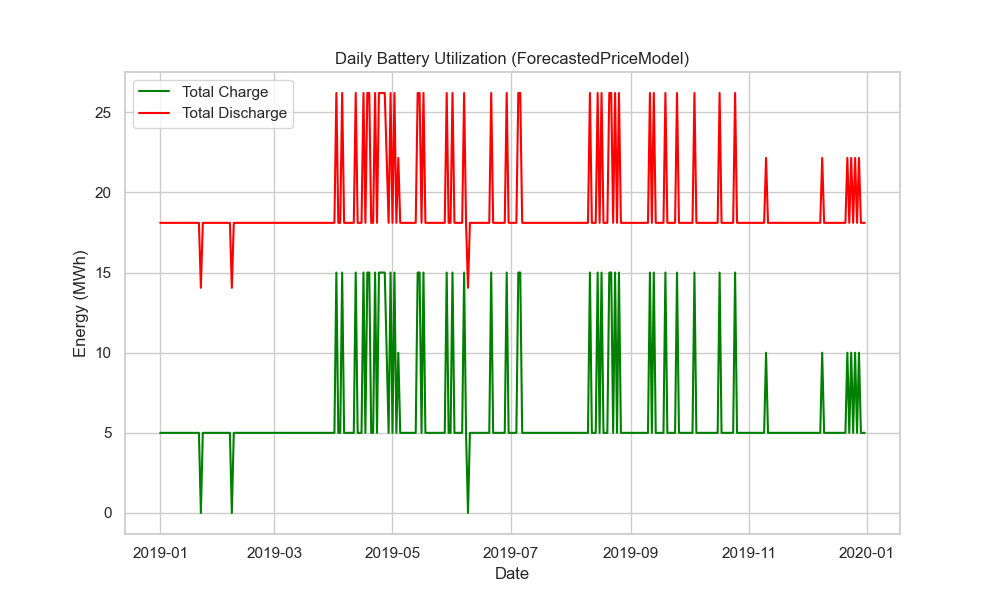 Daily Battery Utilization (ForecastedPriceModel)
Total Charge
Total Discharge
Energy (MWh)
25
20
15
10
5
0
2019-01 2019-03 2019-05 2019-07 2019-09 2019-11 2020-01
Date